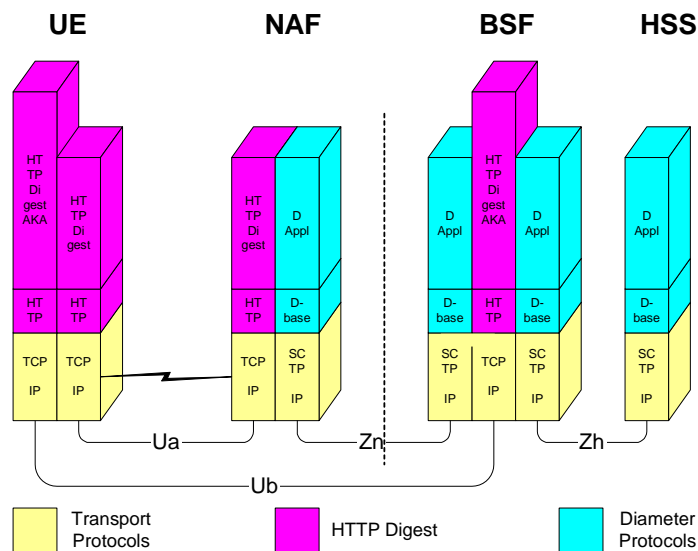 UE
NAF
BSF
HSS
HT
TP
Di
gest
AKA
HT
TP
Di
gest
HT
TP
HT
TP
TCP
IP
TCP
IP
HT
TP
Di
gest
D
Appl
HT
TP
D-
base
TCP
IP
SC
TP
IP
D
Appl
HT
TP
Di
gest
AKA
D
Appl
D-
base
HT
TP
D-
base
SC
TP
IP
TCP
IP
SC
TP
IP
D
Appl
D-
base
SC
TP
IP
Ua
Zn
Zh
Ub
Transport
Protocols
HTTP Digest
Diameter
Protocols